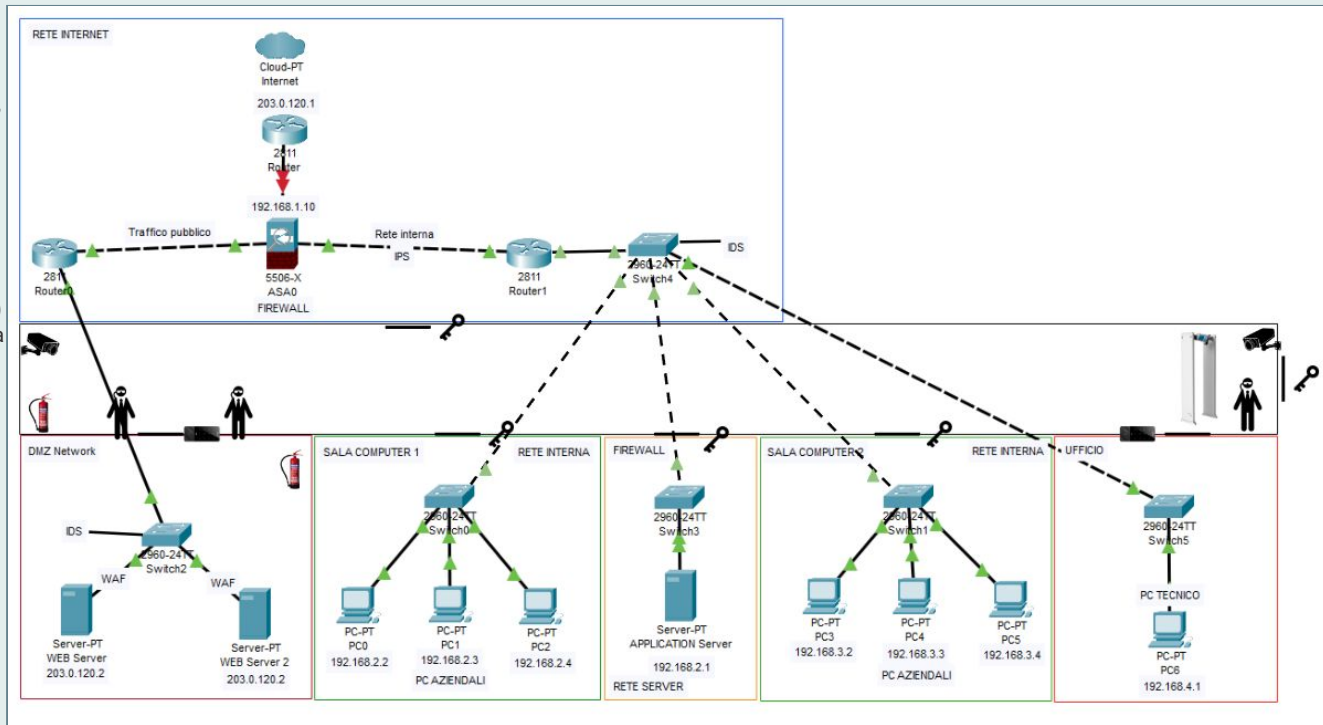 RETE INTERNET
Cloud-PT
Internet
203.0.120.1
2811
Router
192.168.1.10
Traffico pubblico
Rete interna
IPS
IDS
2811
Router0
5506-X
ASA0
FIREWALL
2811
Router1
2960-24TT
Switch4
a
DMZ Network
IDS
2960-24TT
Switch2
WAF
WAF
Server-PT
WEB Server
203.0.120.2
Server-PT
WEB Server 2
203.0.120.2
SALA COMPUTER 1
RETE INTERNA
2960-24TT
Switch0
PC-PT
PC0
192.168.2.2
PC-PT
PC1
192.168.2.3
PC-PT
PC2
192.168.2.4
PC AZIENDALI
FIREWALL
2960-24TT
Switch3
Server-PT
APPLICATION Server
192.168.2.1
RETE SERVER
SALA COMPUTER 2
RETE INTERNA
2960-24TT
Switch1
PC-PT
PC3
192.168.3.2
PC-PT
PC4
192.168.3.3
PC-PT
PC5
192.168.3.4
PC AZIENDALI
UFFICIO
2960-24TT
Switch5
PC TECNICO
PC-PT
PC6
192.168.4.1